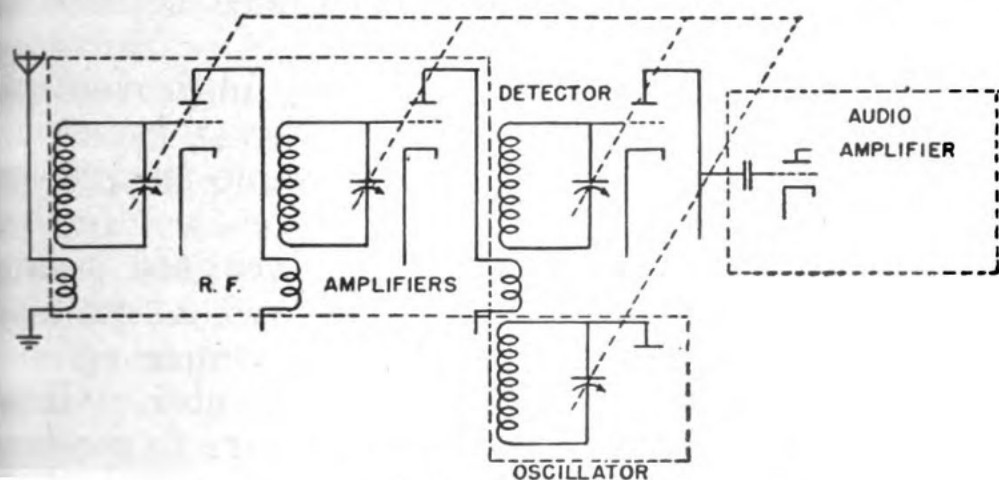 DETECTOR
AUDIO
AMPLIFIER
R. F. AMPLIFIERS
OSCILLATOR